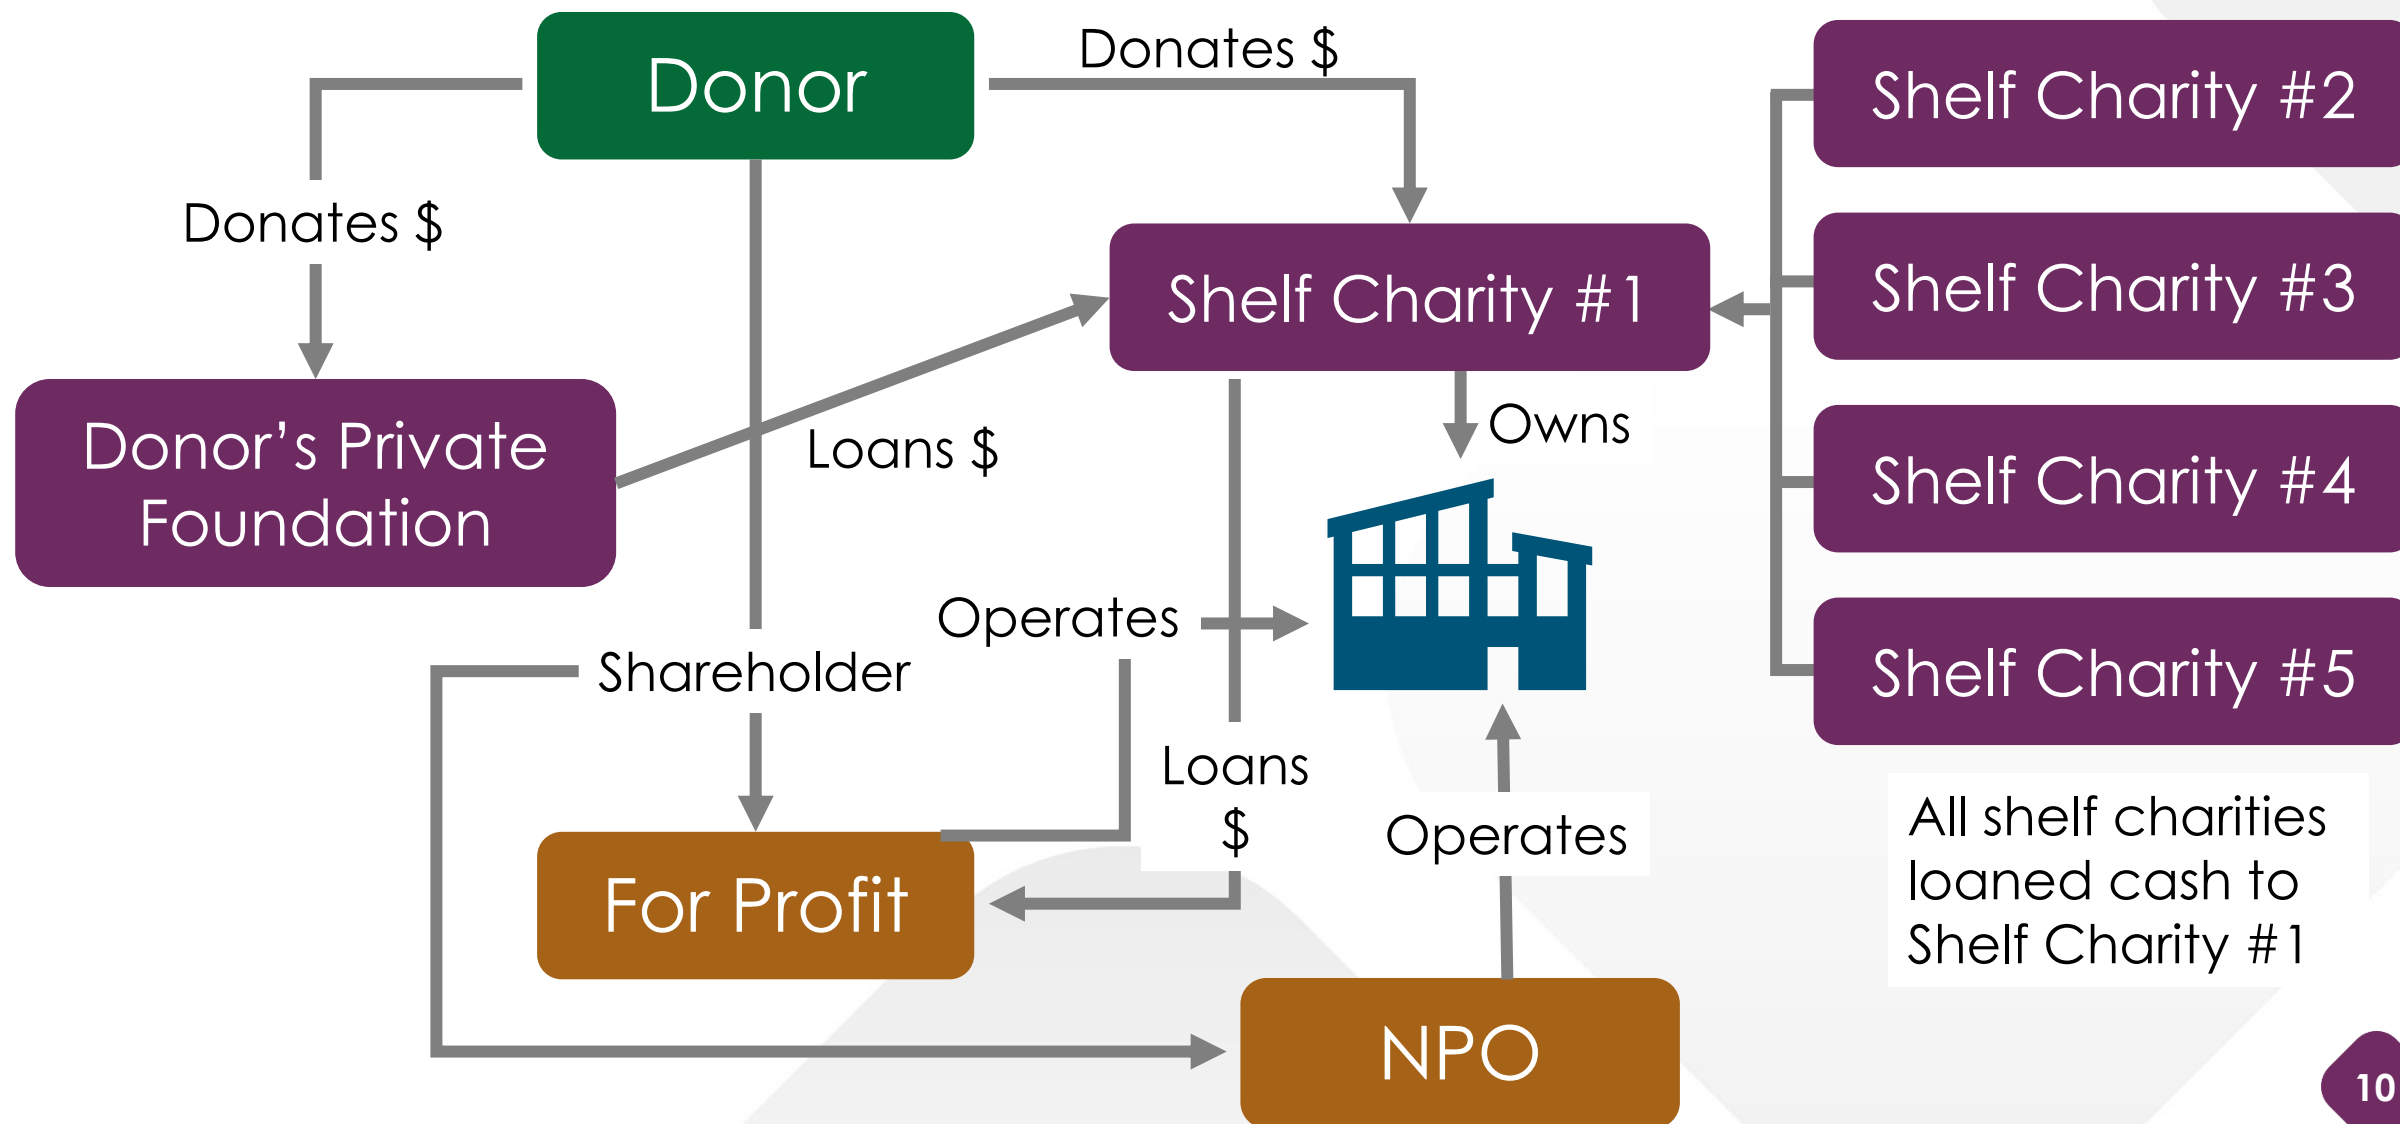 Donor
Donates $
Shelf Charity #2
Donates $
Shelf Charity #1
Shelf Charity #3
Donor’s Private
Foundation
Loans $
Owns
Shelf Charity #4
Operates
Shareholder
Shelf Charity #5
Loans
$
Operates
All shelf charities
loaned cash to
Shelf Charity #1
For Profit
NPO
10